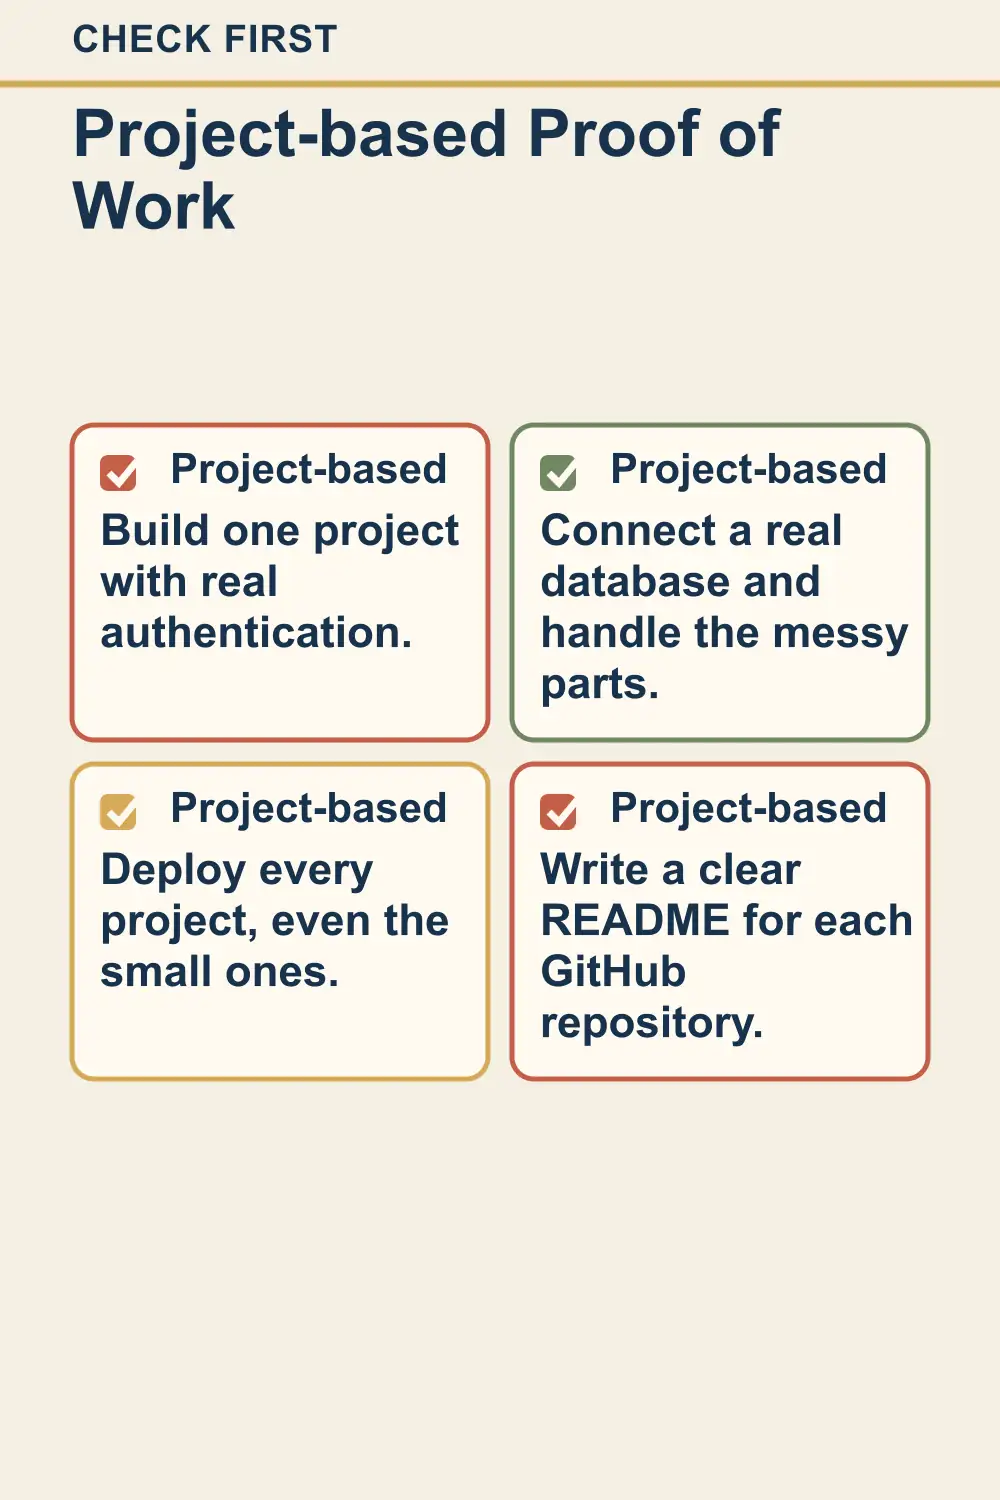 CHECK FIRST
Project-based Proof of
Work
Project-based
Build one project
with real
authentication.
Project-based
Connect a real
database and
handle the messy
parts.
Project-based
Deploy every
project, even the
small ones.
Project-based
Write a clear
README for each
GitHub
repository.